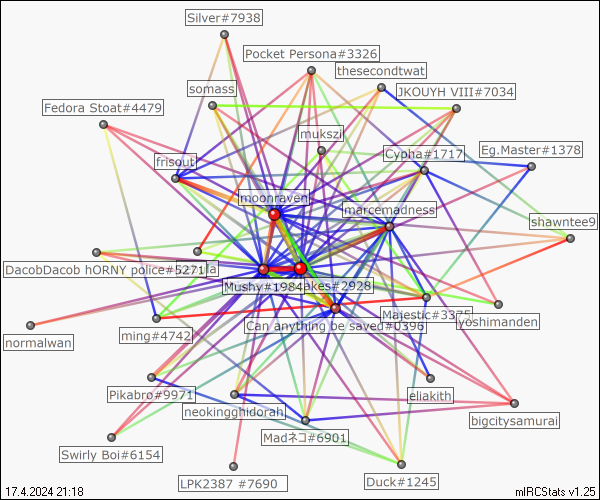 Silver#7938
Pocket Persona#3326
thesecondtwat
somass
JKOUYH VIII#7034
Fedora Stoat#4479
mukszi
Eg.Master#1378
frisout
Cypha#1717
moonraven
marcemadness
shawntee9
DacobDacob hORNY police#5271
la
Mushy#1984
akes#2928
Can anything be saved#0396
Majestic#3375
yoshimanden
normalwan
ming#4742
Pikabro#9971
eliakith
neokingghidorah
bigcitysamurai
Madネコ#6901
Swirly Boi#6154
LPK2387 #7690
Duck#1245
17.4.2024 21:18
mIRCStats v1.25